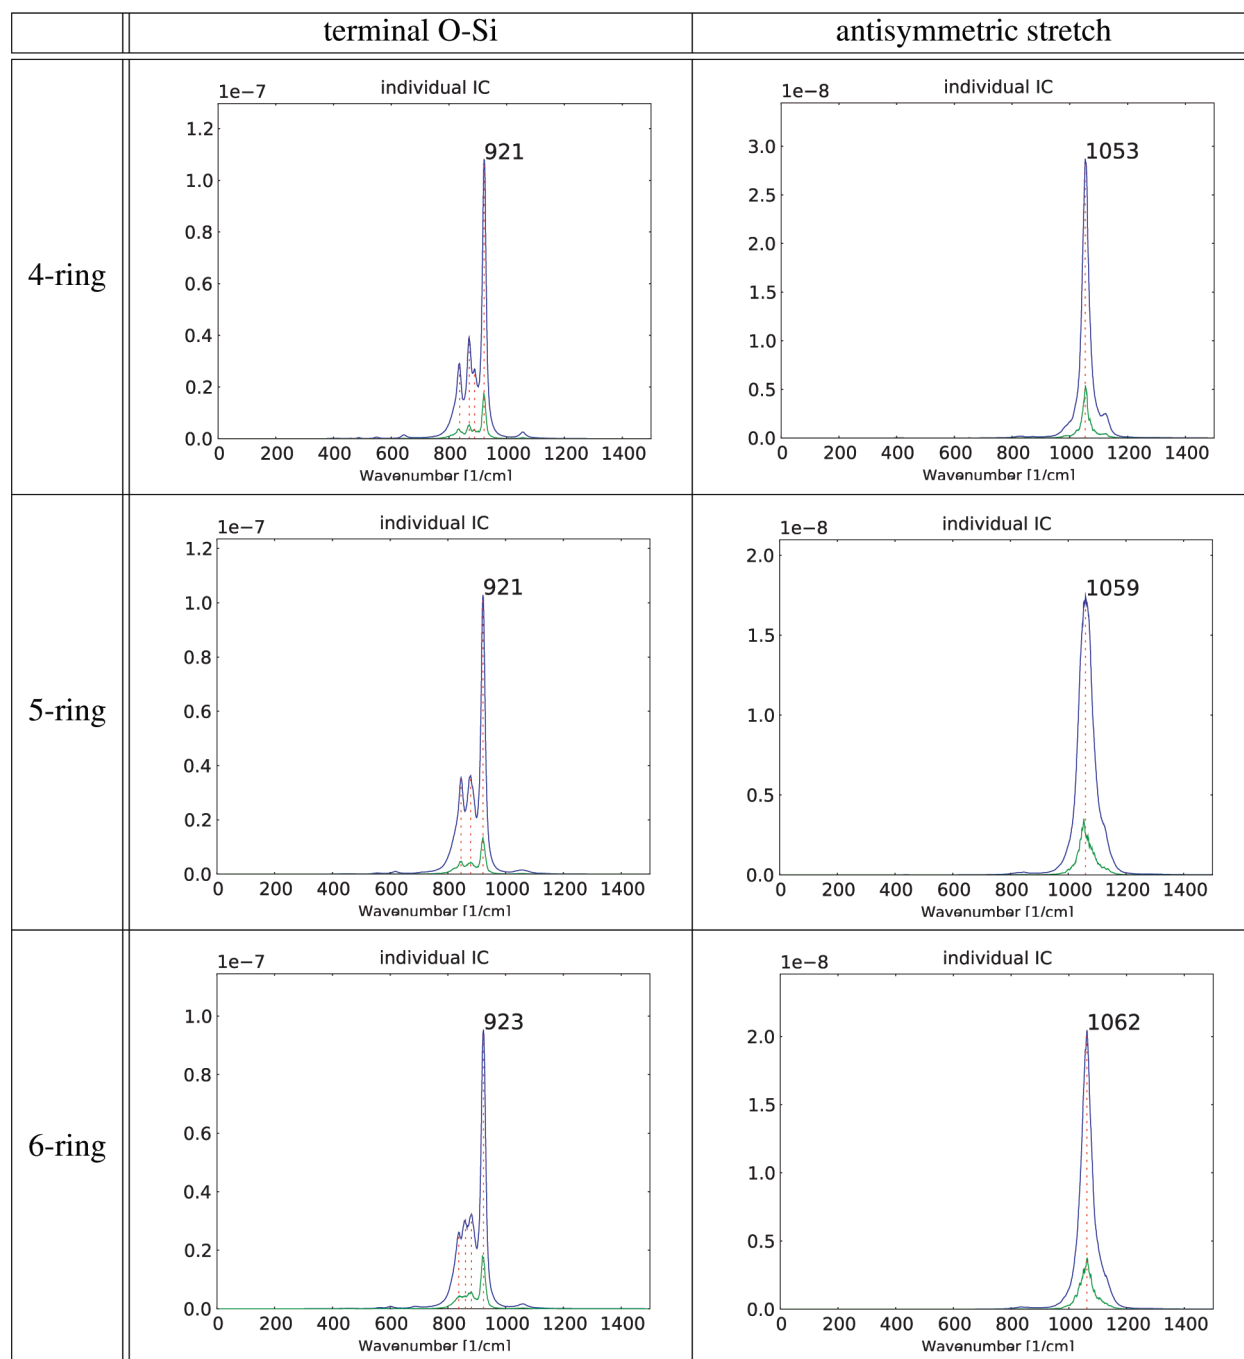 terminal O-Si antisymmetric stretch
4-ring
individual IC
1e−7
1.2
1.0
0.8
0.6
0.4
0.2
0.0
921
0 200 400 600 800 1000 1200 1400
Wavenumber [1/cm]
individual IC
1e−8
3.0
2.5
2.0
1.5
1.0
0.5
0.0
1053
0 200 400 600 800 1000 1200 1400
Wavenumber [1/cm]
5-ring
individual IC
1e−7
1.2
1.0
0.8
0.6
0.4
0.2
0.0
921
0 200 400 600 800 1000 1200 1400
Wavenumber [1/cm]
individual IC
1e−8
2.0
1.5
1.0
0.5
0.0
1059
0 200 400 600 800 1000 1200 1400
Wavenumber [1/cm]
6-ring
individual IC
1e−7
1.0
0.8
0.6
0.4
0.2
0.0
923
0 200 400 600 800 1000 1200 1400
Wavenumber [1/cm]
individual IC
1e−8
2.0
1.5
1.0
0.5
0.0
1062
0 200 400 600 800 1000 1200 1400
Wavenumber [1/cm]